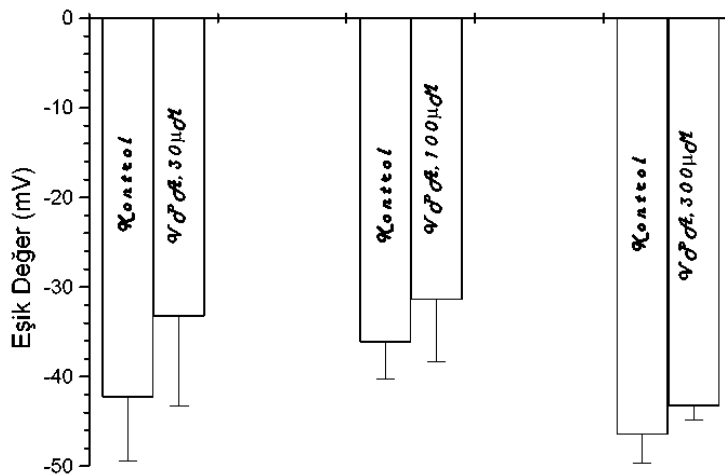 0
-10
-20
-30
-40
-50
Eşik Değer (mV)
Kontrol
VPA, 30µM
Kontrol
VPA, 100µM
Kontrol
VPA, 300µM